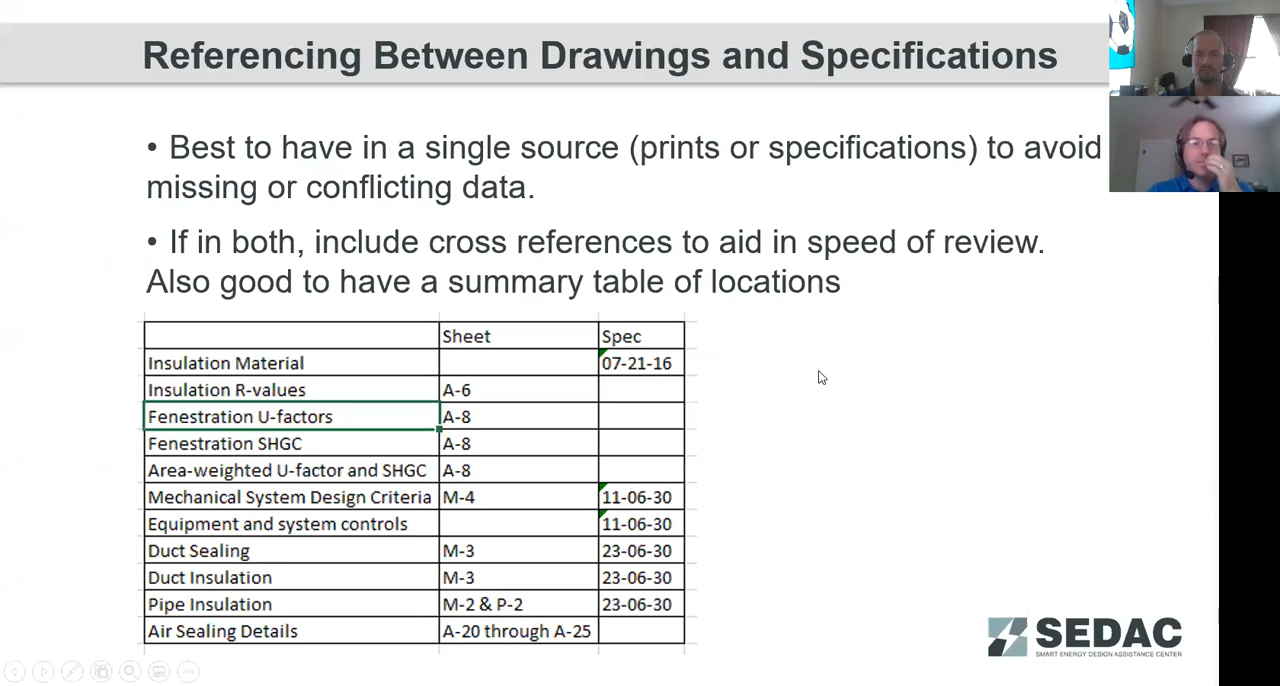 Referencing Between Drawings and Specifications
• Best to have in a single source (prints or specifications) to avoid
missing or conflicting data.
• If in both, include cross references to aid in speed of review.
Also good to have a summary table of locations
Sheet Spec
Insulation Material 07-21-16
Insulation R-values A-6
Fenestration U-factors A-8
Fenestration SHGC A-8
Area-weighted U-factor and SHGC A-8
Mechanical System Design Criteria M-4 11-06-30
Equipment and system controls 11-06-30
Duct Sealing M-3 23-06-30
Duct Insulation M-3 23-06-30
Pipe Insulation M-2 & P-2 23-06-30
Air Sealing Details A-20 through A-25
SEDAC
SMART ENERGY DESIGN ASSISTANCE CENTER